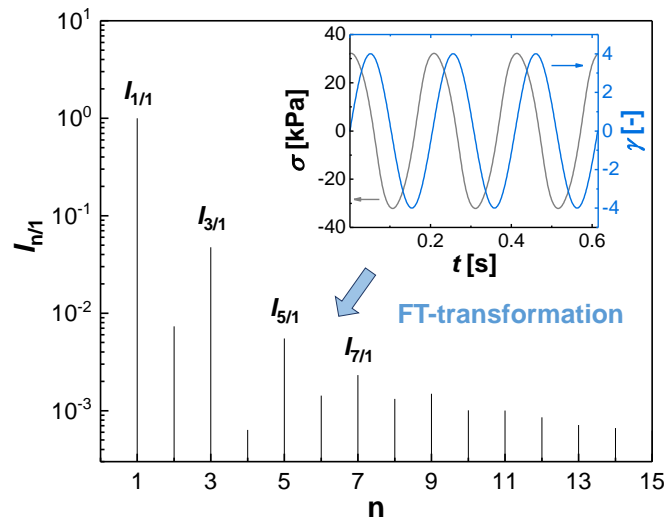 10¹
10⁰
10⁻¹
10⁻²
10⁻³
Iₙ/₁
I₁/₁
I₃/₁
I₅/₁
I₇/₁
1 3 5 7 9 11 13 15
n
40
20
0
-20
-40
σ [kPa]
4
2
0
-2
-4
γ [-]
0.2 0.4 0.6
t [s]
FT-transformation